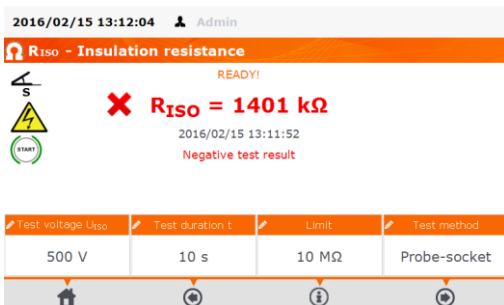 2016/02/15 13:12:04 Admin
RISO - Insulation resistance
READY!
S
RISO = 1401 kΩ
START
2016/02/15 13:11:52
Negative test result
Test voltage UISO Test duration t Limit Test method
500 V 10 s 10 MΩ Probe-socket